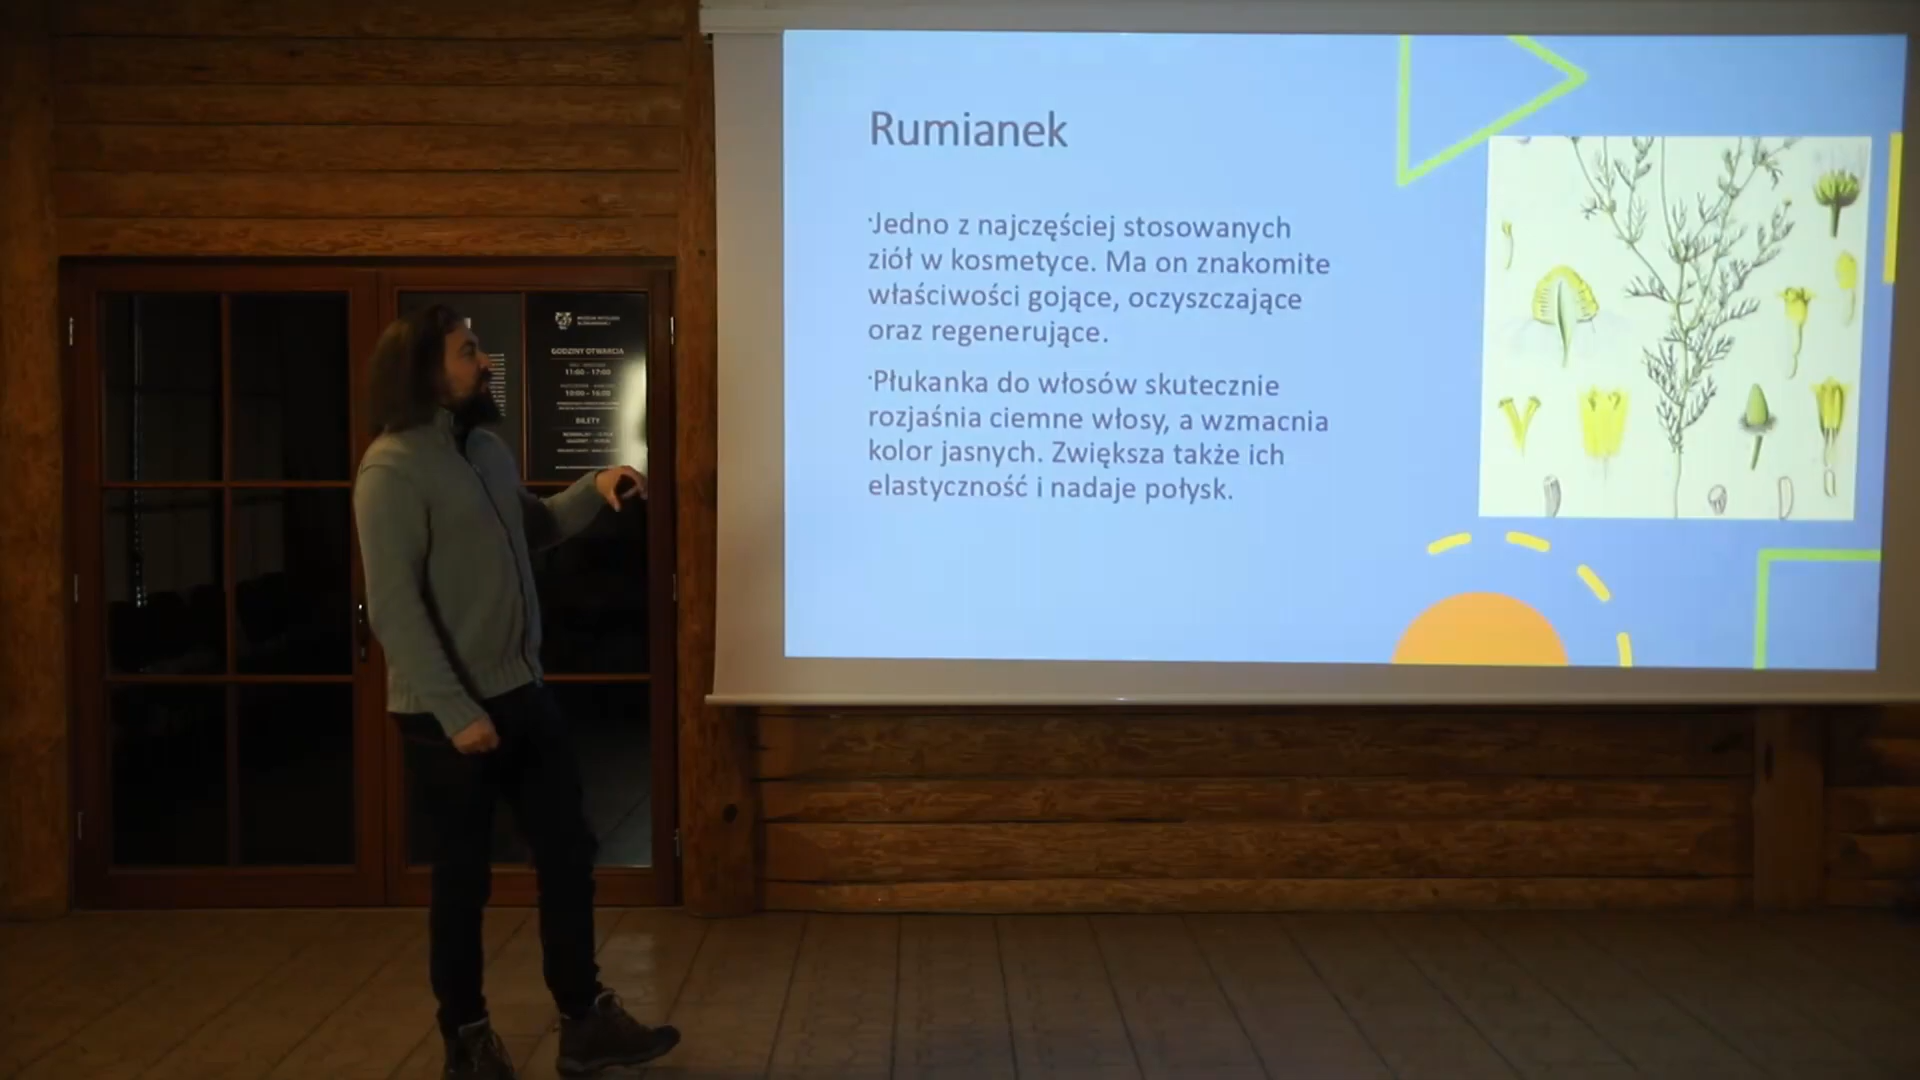 Rumianek
·Jedno z najczęściej stosowanych
ziół w kosmetyce. Ma on znakomite
właściwości gojące, oczyszczające
oraz regenerujące.
·Płukanka do włosów skutecznie
rozjaśnia ciemne włosy, a wzmacnia
kolor jasnych. Zwiększa także ich
elastyczność i nadaje połysk.
GODZINY OTWARCIA
11:00 - 17:00
10:00 - 16:00
BILETY